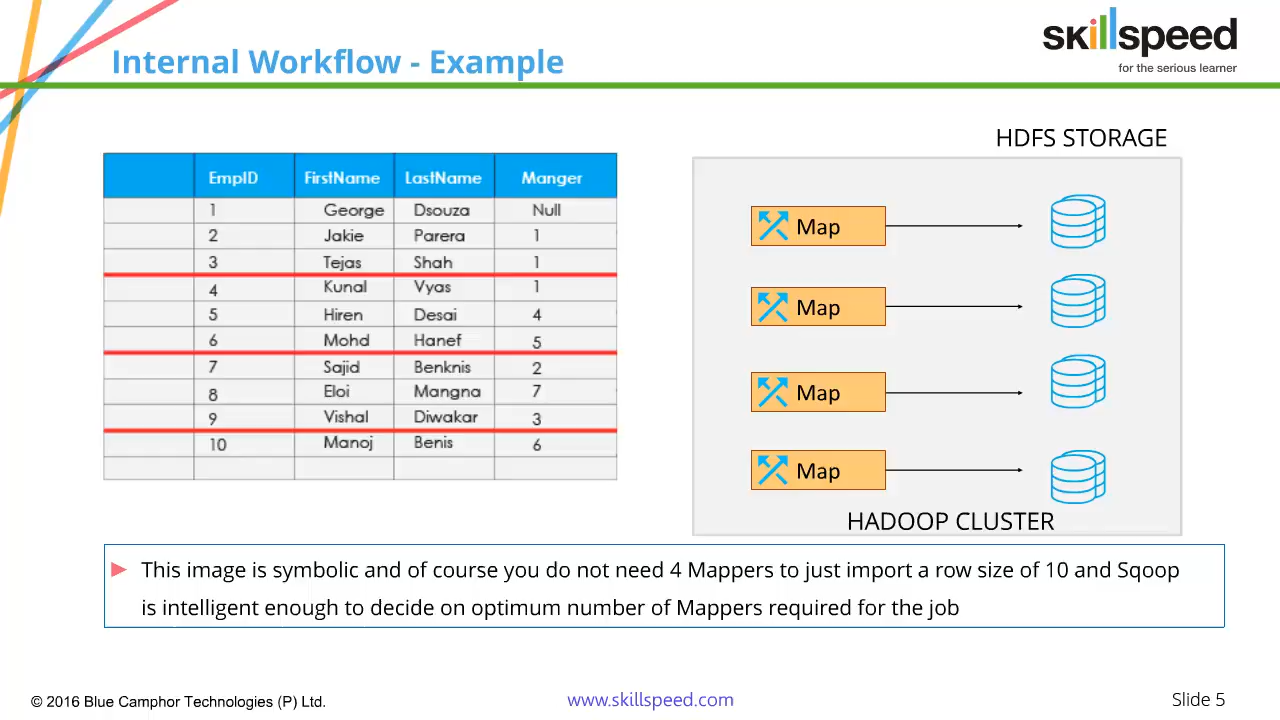 Internal Workflow - Example
skillspeed
for the serious learner
EmpID FirstName LastName Manger
1 George Dsouza Null
2 Jakie Parera 1
3 Tejas Shah 1
4 Kunal Vyas 1
5 Hiren Desai 4
6 Mohd Hanef 5
7 Sajid Benknis 2
8 Eloi Mangna 7
9 Vishal Diwakar 3
10 Manoj Benis 6
HDFS STORAGE
Map
Map
Map
Map
HADOOP CLUSTER
This image is symbolic and of course you do not need 4 Mappers to just import a row size of 10 and Sqoop
is intelligent enough to decide on optimum number of Mappers required for the job
© 2016 Blue Camphor Technologies (P) Ltd.
www.skillspeed.com
Slide 5